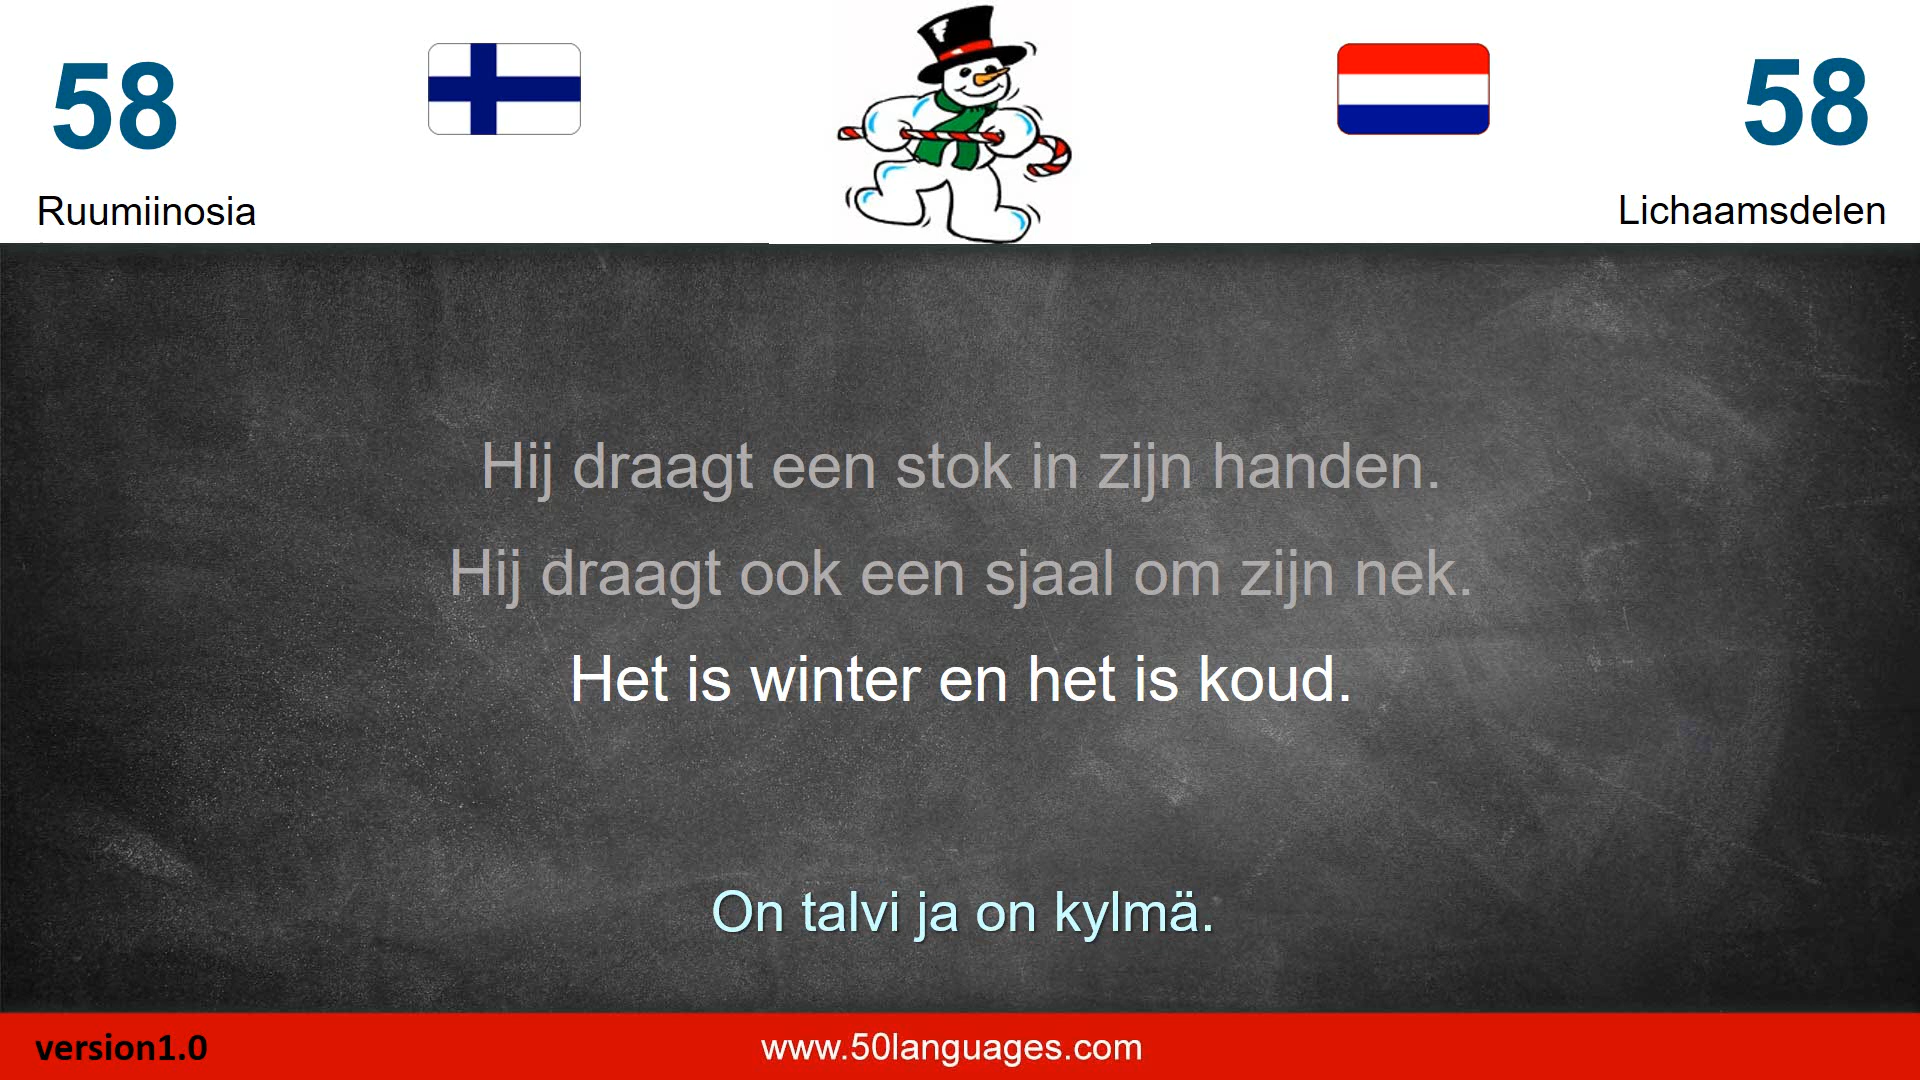 58
58
Ruumiinosia
Lichaamsdelen
Hij draagt een stok in zijn handen.
Hij draagt ook een sjaal om zijn nek.
Het is winter en het is koud.
On talvi ja on kylmä.
version1.0
www.50languages.com